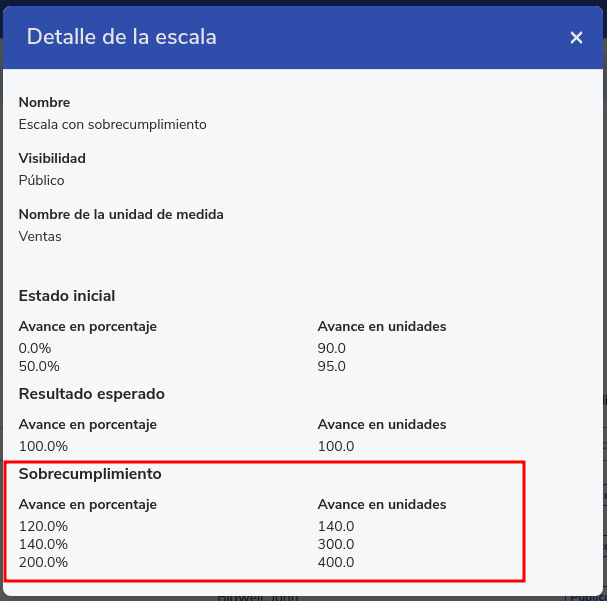 Detalle de la escala ×
Nombre
Escala con sobrecumplimiento
Visibilidad
Público
Nombre de la unidad de medida
Ventas
Estado inicial
Avance en porcentaje Avance en unidades
0.0% 90.0
50.0% 95.0
Resultado esperado
Avance en porcentaje Avance en unidades
100.0% 100.0
Sobrecumplimiento
Avance en porcentaje Avance en unidades
120.0% 140.0
140.0% 300.0
200.0% 400.0